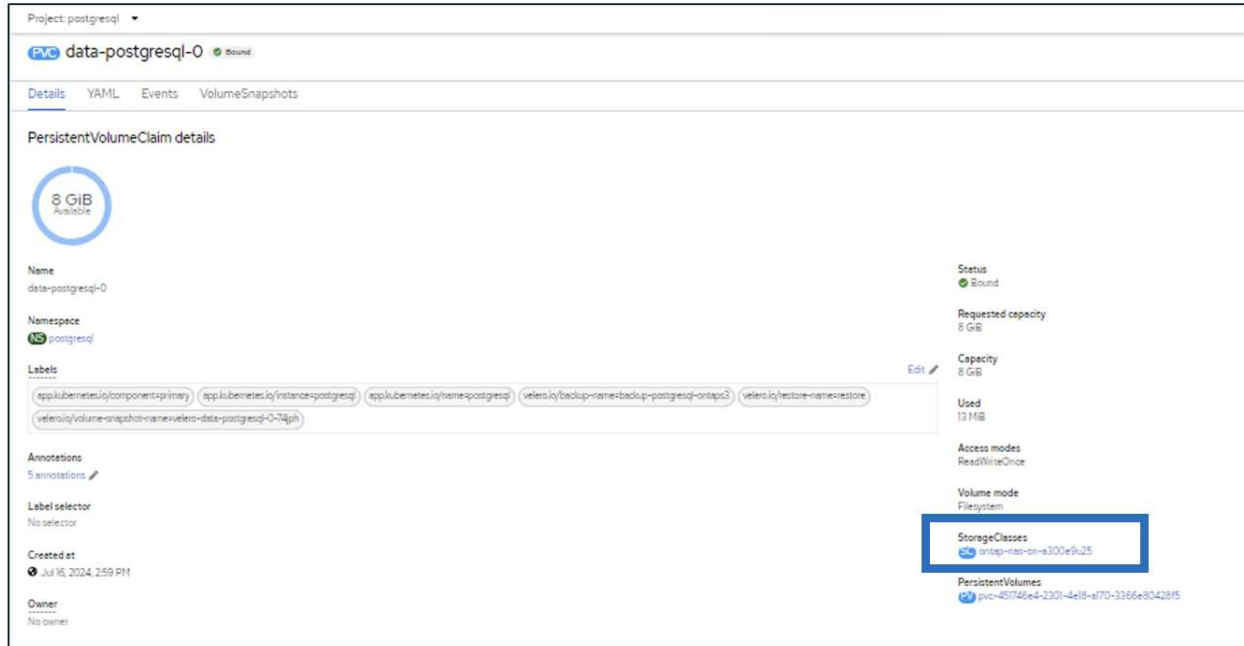 Project: postgresql
PVC data-postgresql-0 Bound
Details YAML Events VolumeSnapshots
PersistentVolumeClaim details
8 GiB
Available
Name
data-postgresql-0
Namespace
NS postgresql
Labels
Edit
app.kubernetes.io/component=primary app.kubernetes.io/instance=postgresql app.kubernetes.io/name=postgresql velero.io/backup-name=backup-postgresql-ontaps3 velero.io/restore-name=restore
velero.io/volume-snapshot-name=velero-data-postgresql-0-74jph
Annotations
5 annotations
Label selector
No selector
Created at
Jul 16, 2024, 2:59 PM
Owner
No owner
Status
Bound
Requested capacity
8 GiB
Capacity
8 GiB
Used
13 MiB
Access modes
ReadWriteOnce
Volume mode
Filesystem
StorageClasses
SC ontap-nas-on-a300e9u25
PersistentVolumes
PV pvc-451746e4-2301-4e18-a170-3366e80428f5